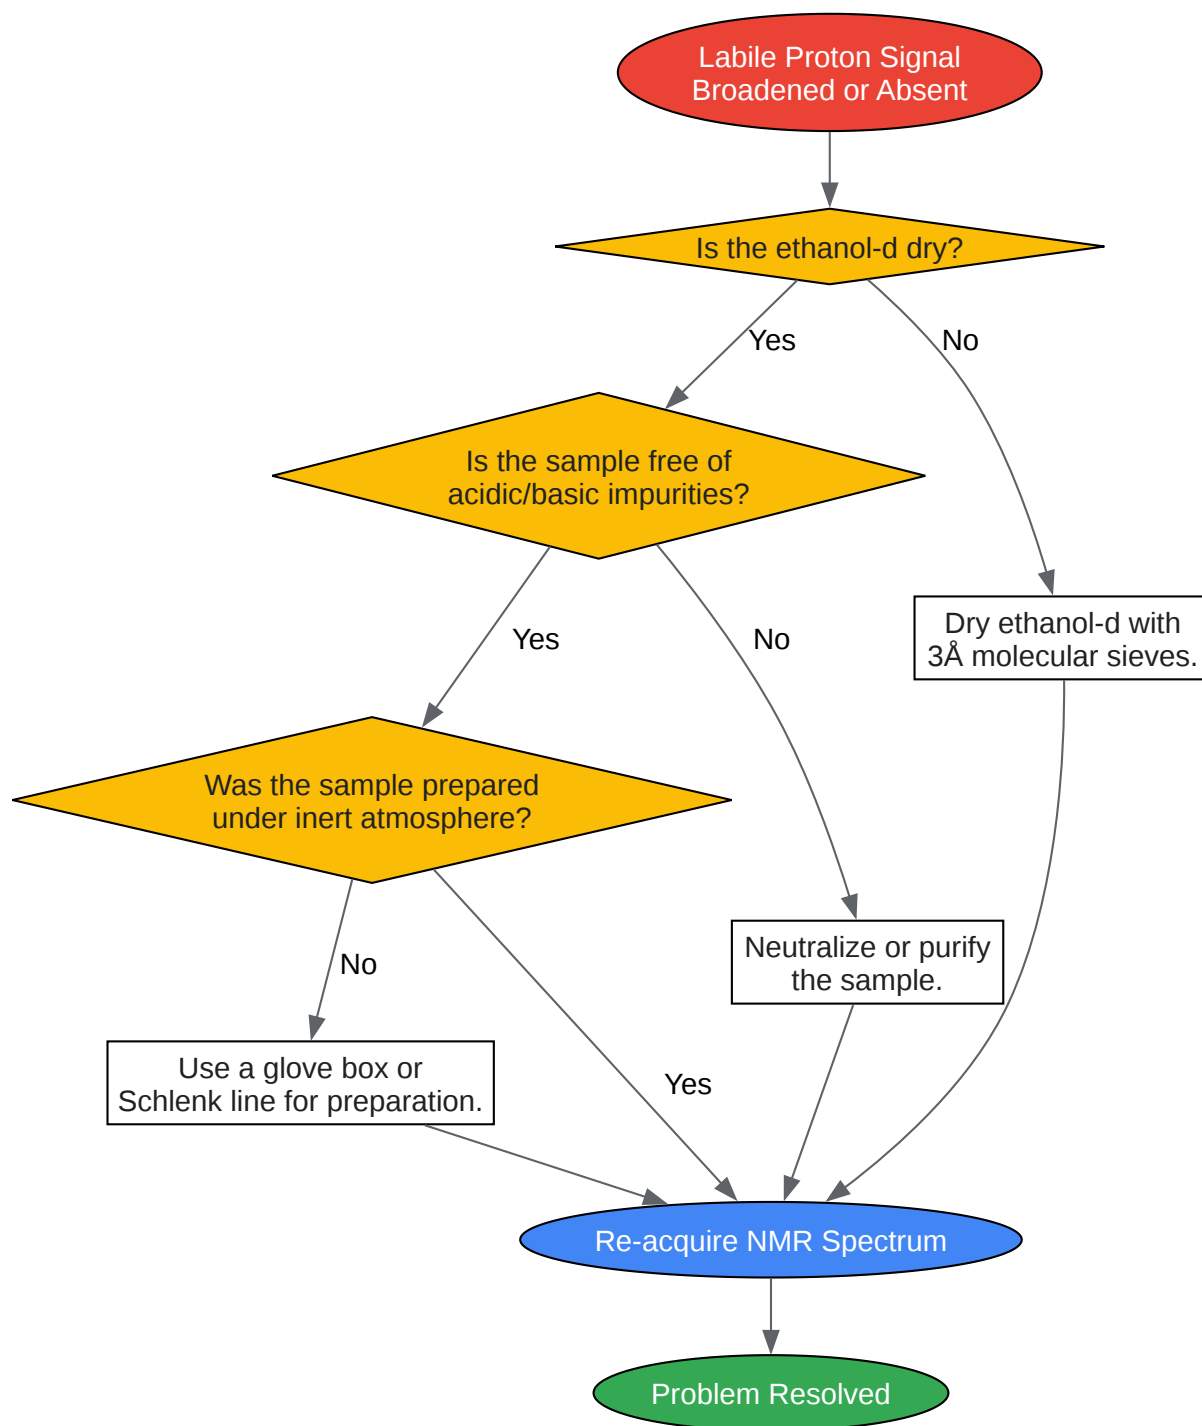 Labile Proton Signal
Broadened or Absent
Is the ethanol-d dry?
Yes
No
Is the sample free of
acidic/basic impurities?
Yes
No
Dry ethanol-d with
3Å molecular sieves.
Was the sample prepared
under inert atmosphere?
No
Yes
Neutralize or purify
the sample.
Use a glove box or
Schlenk line for preparation.
Re-acquire NMR Spectrum
Problem Resolved